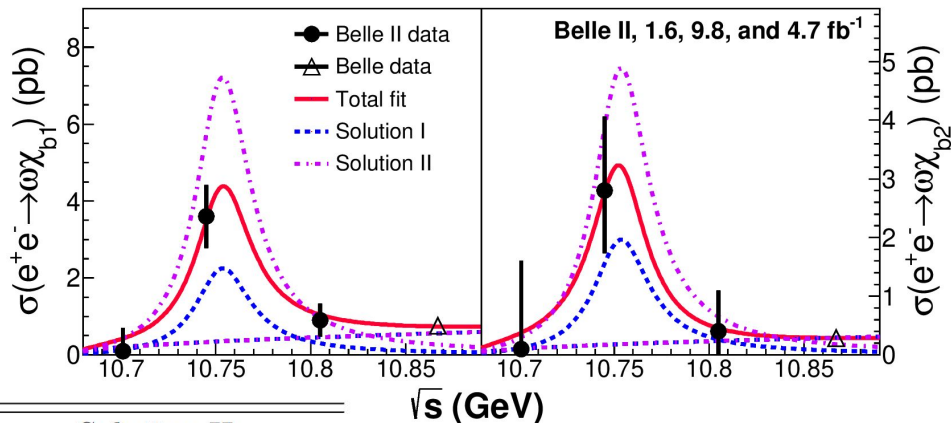 σ(e⁺e⁻→ωχ_b1) (pb)
8
6
4
2
0
Belle II data
Belle data
Total fit
Solution I
Solution II
Belle II, 1.6, 9.8, and 4.7 fb⁻¹
5
4
3
2
1
0
σ(e⁺e⁻→ωχ_b2) (pb)
10.7 10.75 10.8 10.85
10.7 10.75 10.8 10.85
√s (GeV)